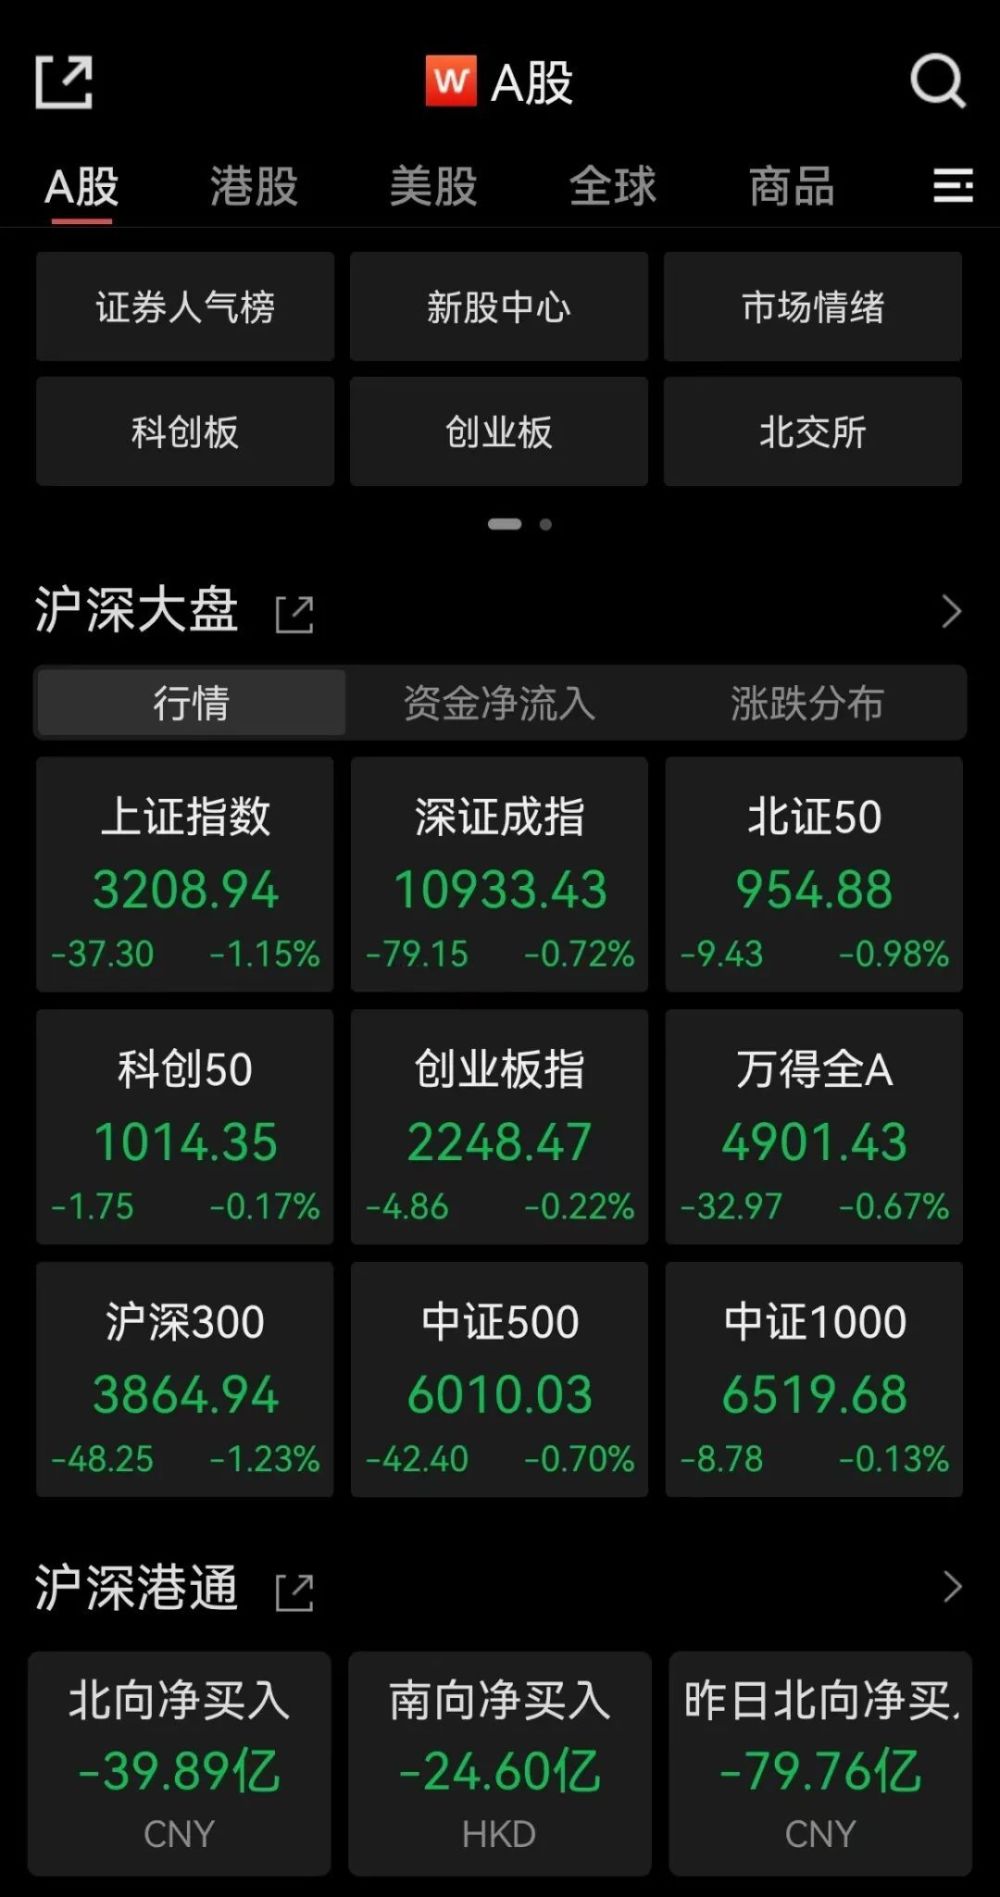 W A股
A股 港股 美股 全球 商品
证券人气榜 新股中心 市场情绪
科创板 创业板 北交所
沪深大盘
行情 资金净流入 涨跌分布
上证指数 深证成指 北证50
3208.94 10933.43 954.88
-37.30 -1.15% -79.15 -0.72% -9.43 -0.98%
科创50 创业板指 万得全A
1014.35 2248.47 4901.43
-1.75 -0.17% -4.86 -0.22% -32.97 -0.67%
沪深300 中证500 中证1000
3864.94 6010.03 6519.68
-48.25 -1.23% -42.40 -0.70% -8.78 -0.13%
沪深港通
北向净买入 南向净买入 昨日北向净买
-39.89亿 -24.60亿 -79.76亿
CNY HKD CNY